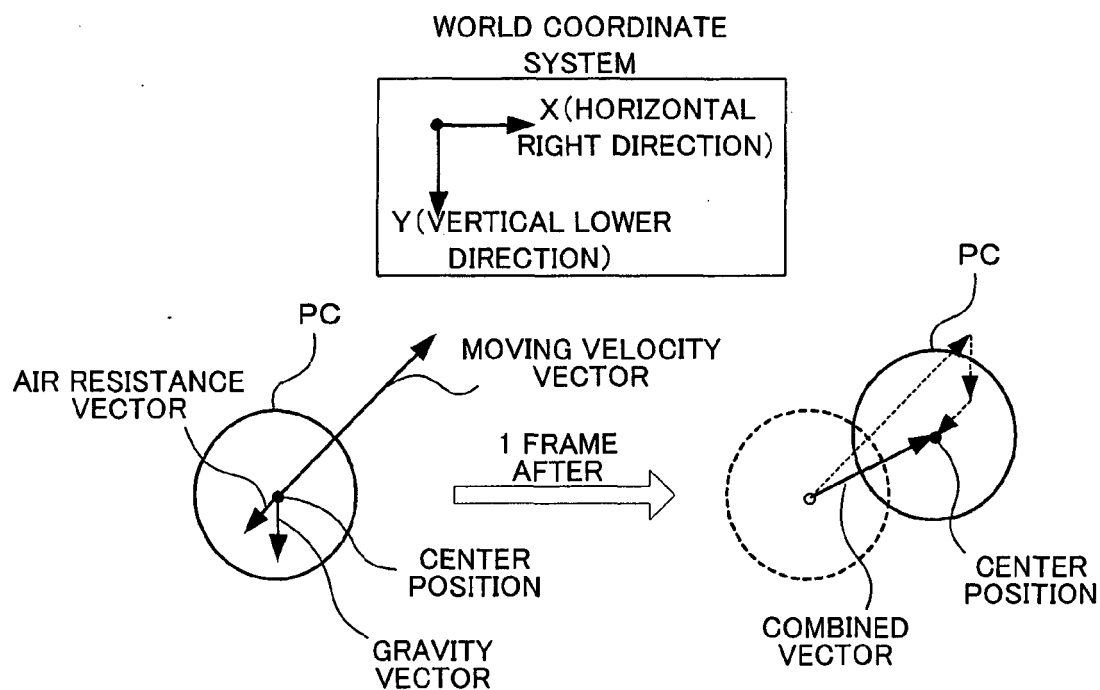 WORLD COORDINATE
SYSTEM
X(HORIZONTAL
RIGHT DIRECTION)
Y(VERTICAL LOWER
DIRECTION)
PC
PC
MOVING VELOCITY
VECTOR
AIR RESISTANCE
VECTOR
1 FRAME
AFTER
CENTER
POSITION
GRAVITY
VECTOR
CENTER
POSITION
COMBINED
VECTOR